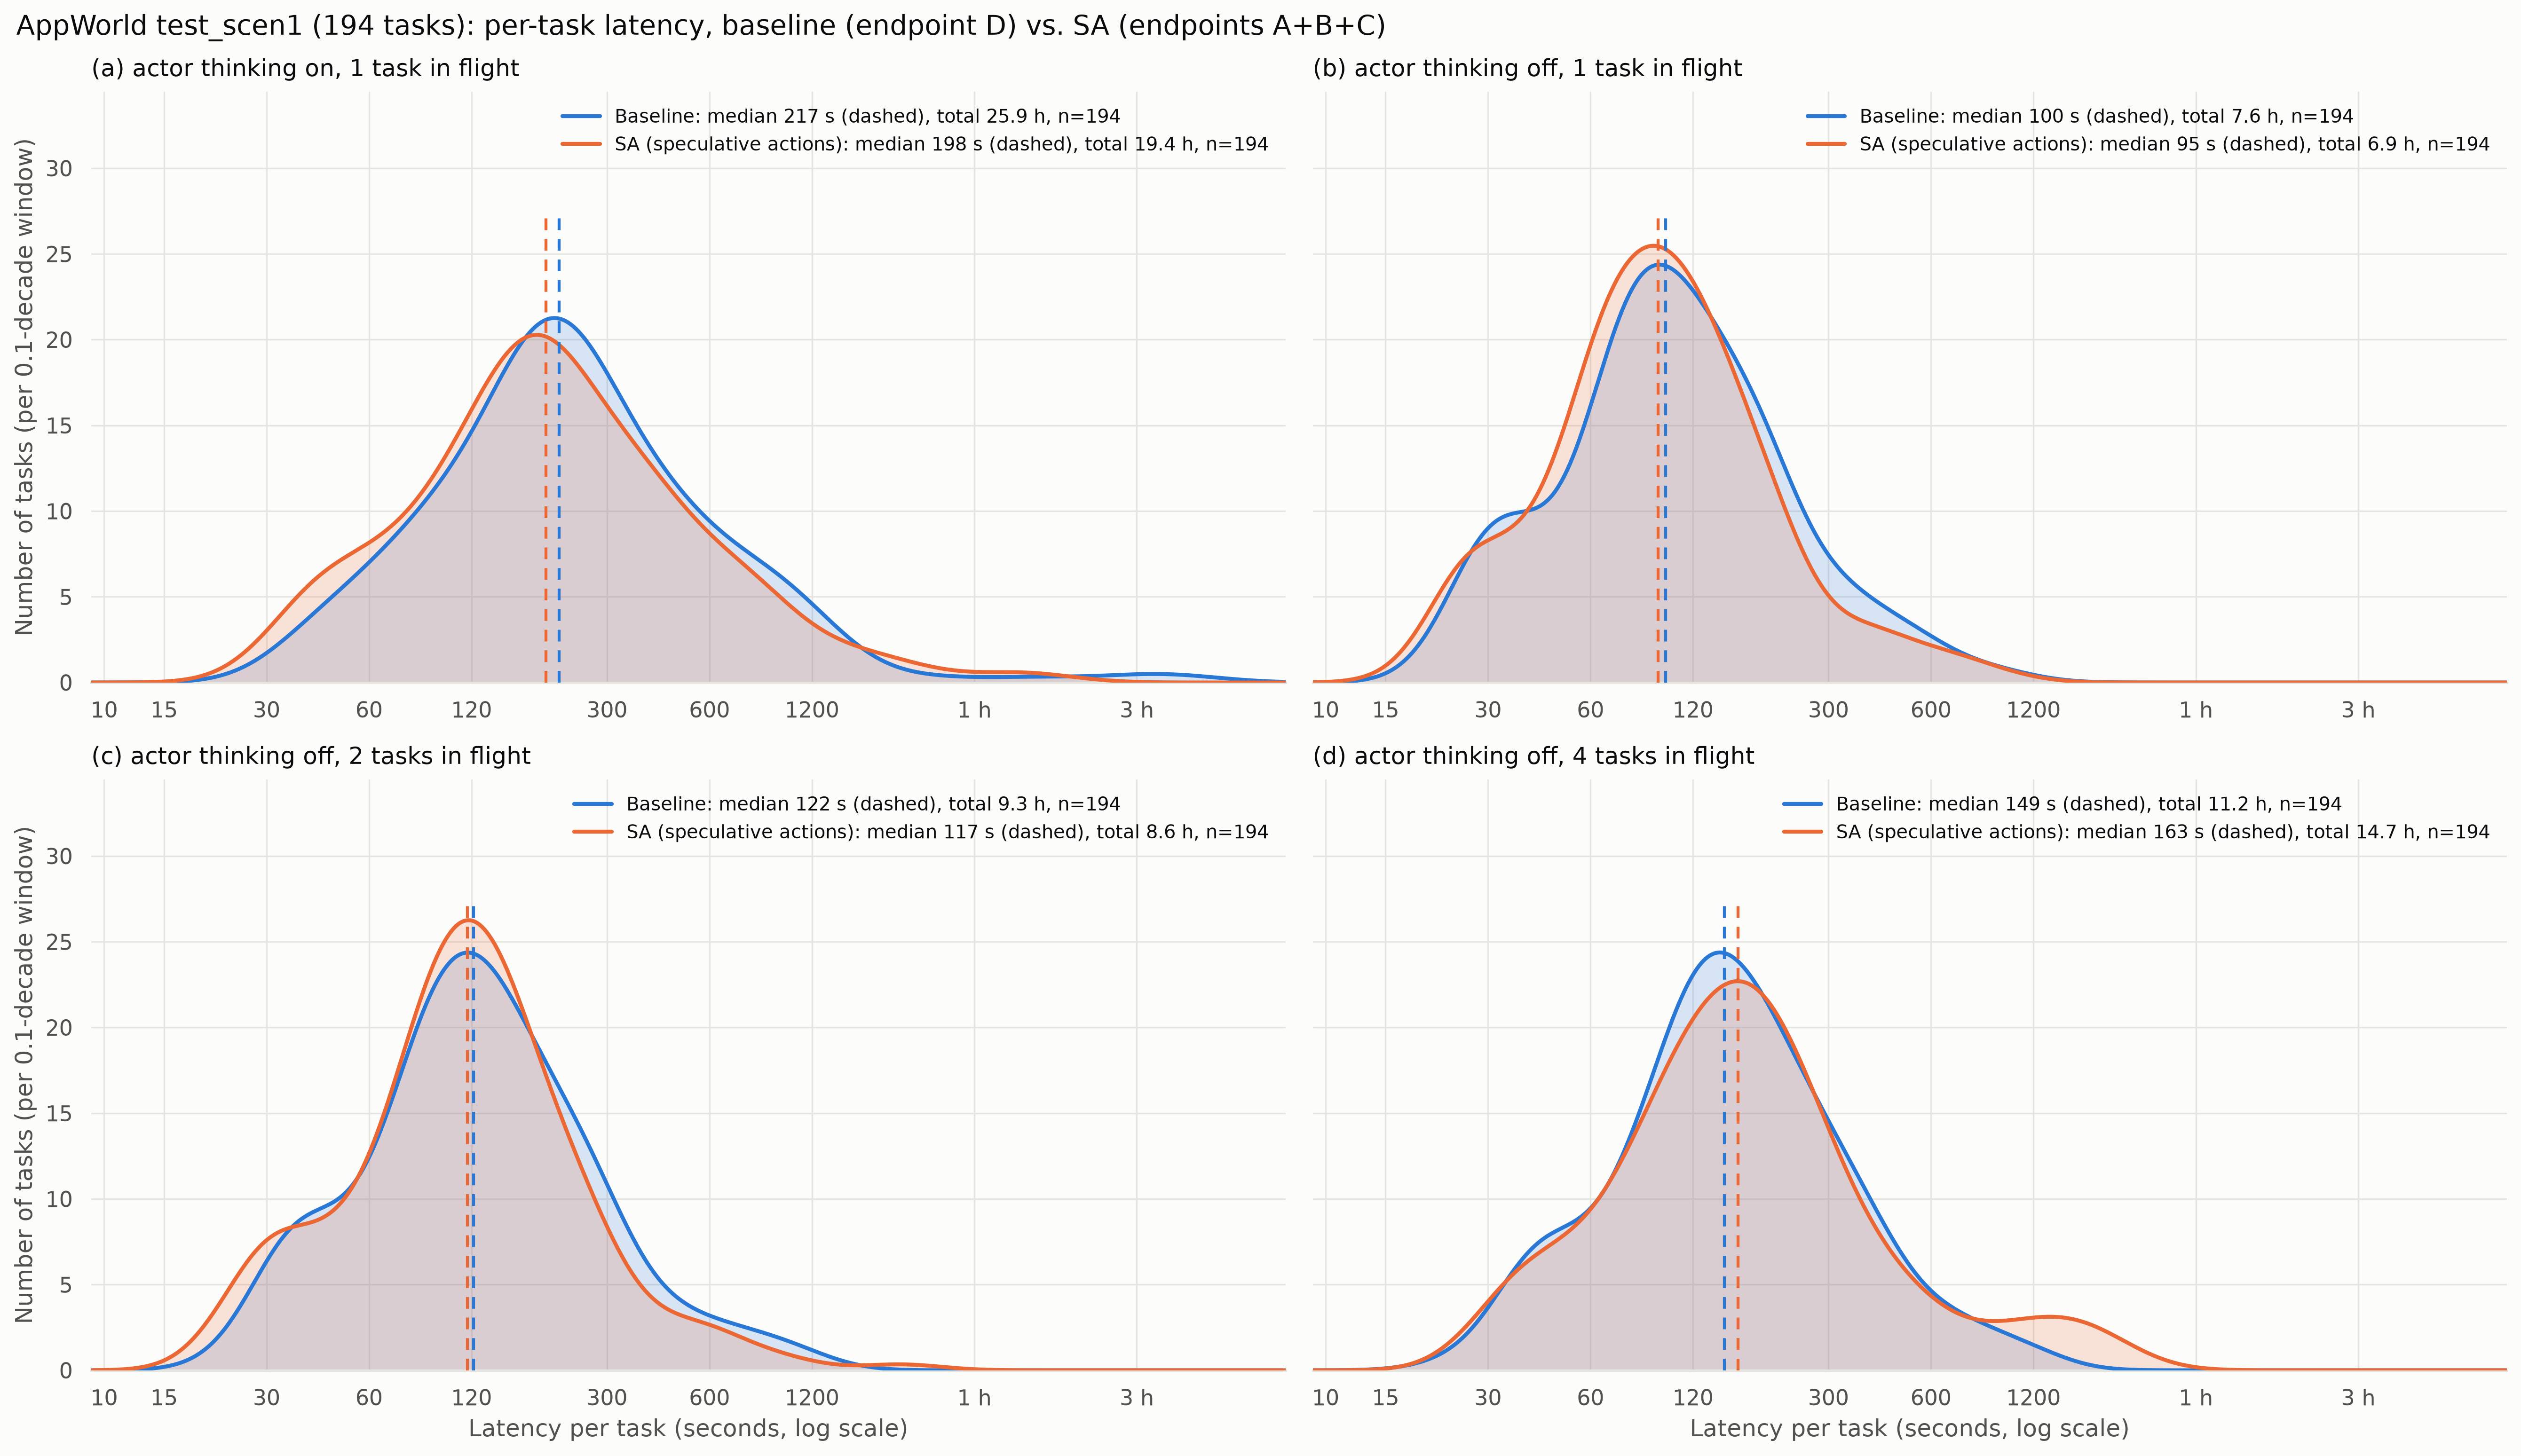 AppWorld test_scen1 (194 tasks): per-task latency, baseline (endpoint D) vs. SA (endpoints A+B+C)
(a) actor thinking on, 1 task in flight
Baseline: median 217 s (dashed), total 25.9 h, n=194
SA (speculative actions): median 198 s (dashed), total 19.4 h, n=194
Number of tasks (per 0.1-decade window)
30
25
20
15
10
5
0
10 15 30 60 120 300 600 1200 1 h 3 h
(b) actor thinking off, 1 task in flight
Baseline: median 100 s (dashed), total 7.6 h, n=194
SA (speculative actions): median 95 s (dashed), total 6.9 h, n=194
10 15 30 60 120 300 600 1200 1 h 3 h
(c) actor thinking off, 2 tasks in flight
Baseline: median 122 s (dashed), total 9.3 h, n=194
SA (speculative actions): median 117 s (dashed), total 8.6 h, n=194
Number of tasks (per 0.1-decade window)
30
25
20
15
10
5
0
10 15 30 60 120 300 600 1200 1 h 3 h
Latency per task (seconds, log scale)
(d) actor thinking off, 4 tasks in flight
Baseline: median 149 s (dashed), total 11.2 h, n=194
SA (speculative actions): median 163 s (dashed), total 14.7 h, n=194
10 15 30 60 120 300 600 1200 1 h 3 h
Latency per task (seconds, log scale)